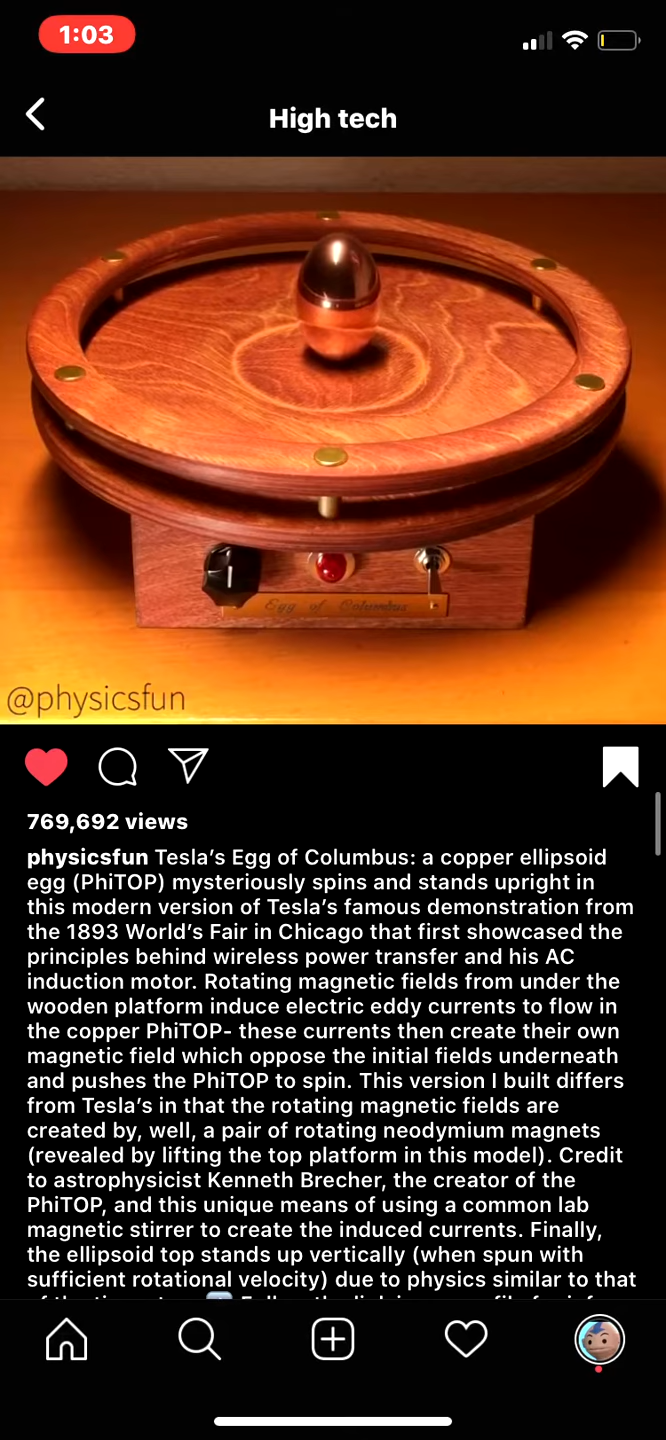 1:03
High tech
Egg of Columbus
@physicsfun
769,692 views
physicsfun Tesla’s Egg of Columbus: a copper ellipsoid
egg (PhiTOP) mysteriously spins and stands upright in
this modern version of Tesla’s famous demonstration from
the 1893 World’s Fair in Chicago that first showcased the
principles behind wireless power transfer and his AC
induction motor. Rotating magnetic fields from under the
wooden platform induce electric eddy currents to flow in
the copper PhiTOP- these currents then create their own
magnetic field which oppose the initial fields underneath
and pushes the PhiTOP to spin. This version I built differs
from Tesla’s in that the rotating magnetic fields are
created by, well, a pair of rotating neodymium magnets
(revealed by lifting the top platform in this model). Credit
to astrophysicist Kenneth Brecher, the creator of the
PhiTOP, and this unique means of using a common lab
magnetic stirrer to create the induced currents. Finally,
the ellipsoid top stands up vertically (when spun with
sufficient rotational velocity) due to physics similar to that